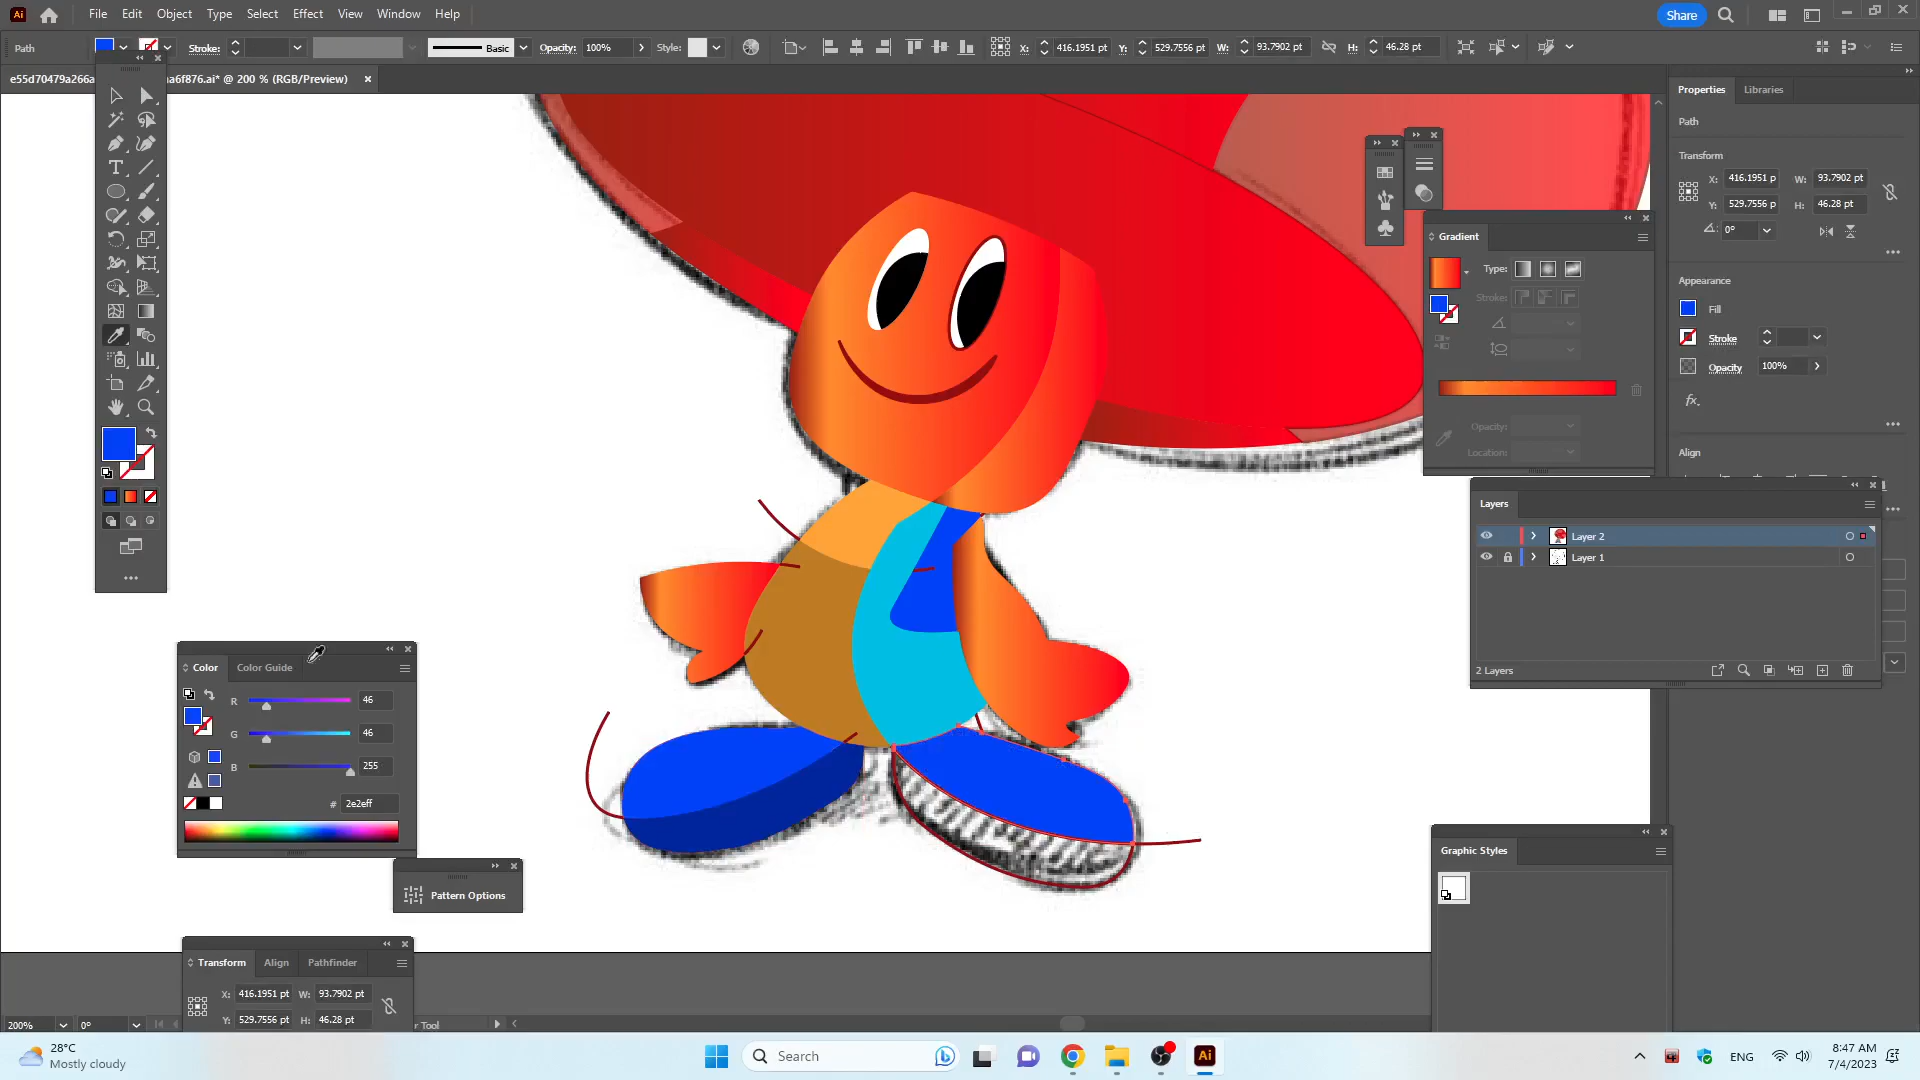 Ai File Edit Object Type Select Effect View Window Help Share
Path Stroke: Basic Opacity: 100% Style: X: 416.1951 pt Y: 529.7556 pt W: 93.7902 pt H: 46.28 pt
e55d70479a266a a6f876.ai* @ 200 % (RGB/Preview)
Properties Libraries
Path
Transform
X: 416.1951 p W: 93.7902 pt
Y: 529.7556 p H: 46.28 pt
0°
Appearance
Fill
Stroke
Opacity 100%
fx.
Align
Gradient
Type:
Stroke:
Opacity:
Location:
Layers
Layer 2
Layer 1
2 Layers
Color Color Guide
R 46
G 46
B 255
# 2e2eff
Pattern Options
Graphic Styles
Transform Align Pathfinder
X: 416.1951 pt W: 93.7902 pt
Y: 529.7556 pt H: 46.28 pt
200% 0° r Tool
28°C
Mostly cloudy
Search
Ai
ENG
8:47 AM
7/4/2023